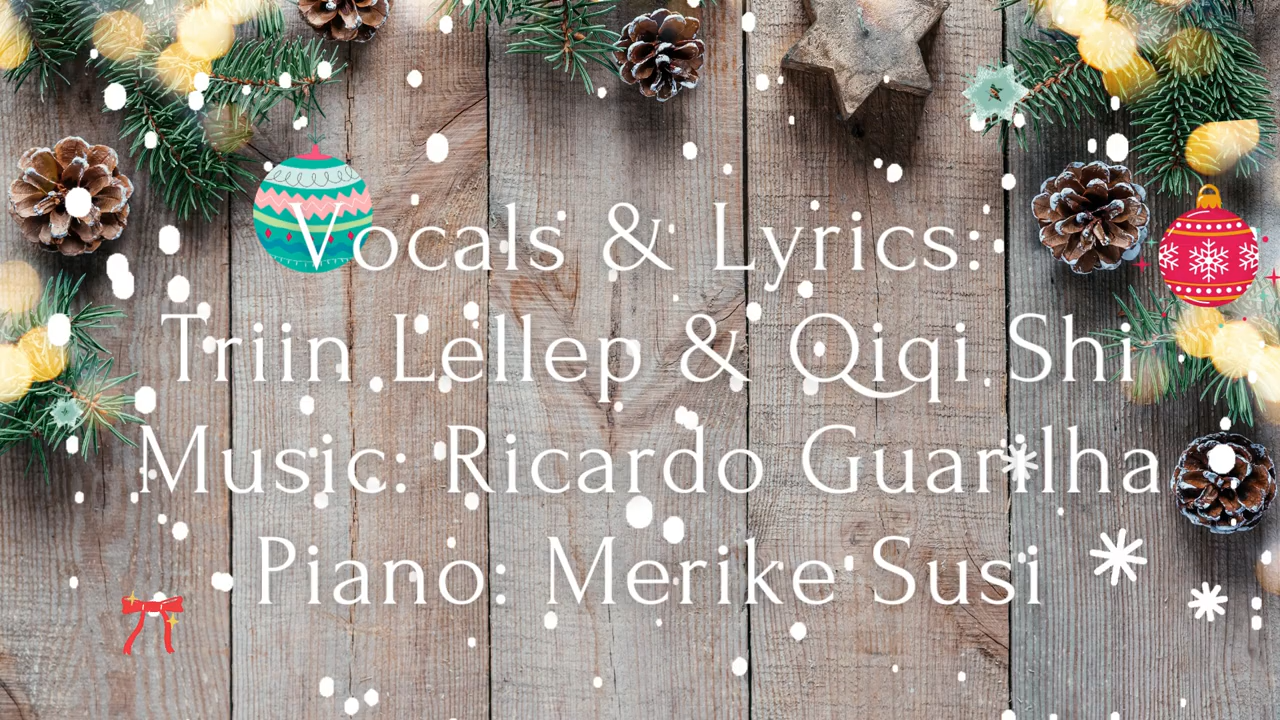 Vocals & Lyrics:
Triin Lellep & Qiqi Shi
Music: Ricardo Guarilha
Piano: Merike Susi